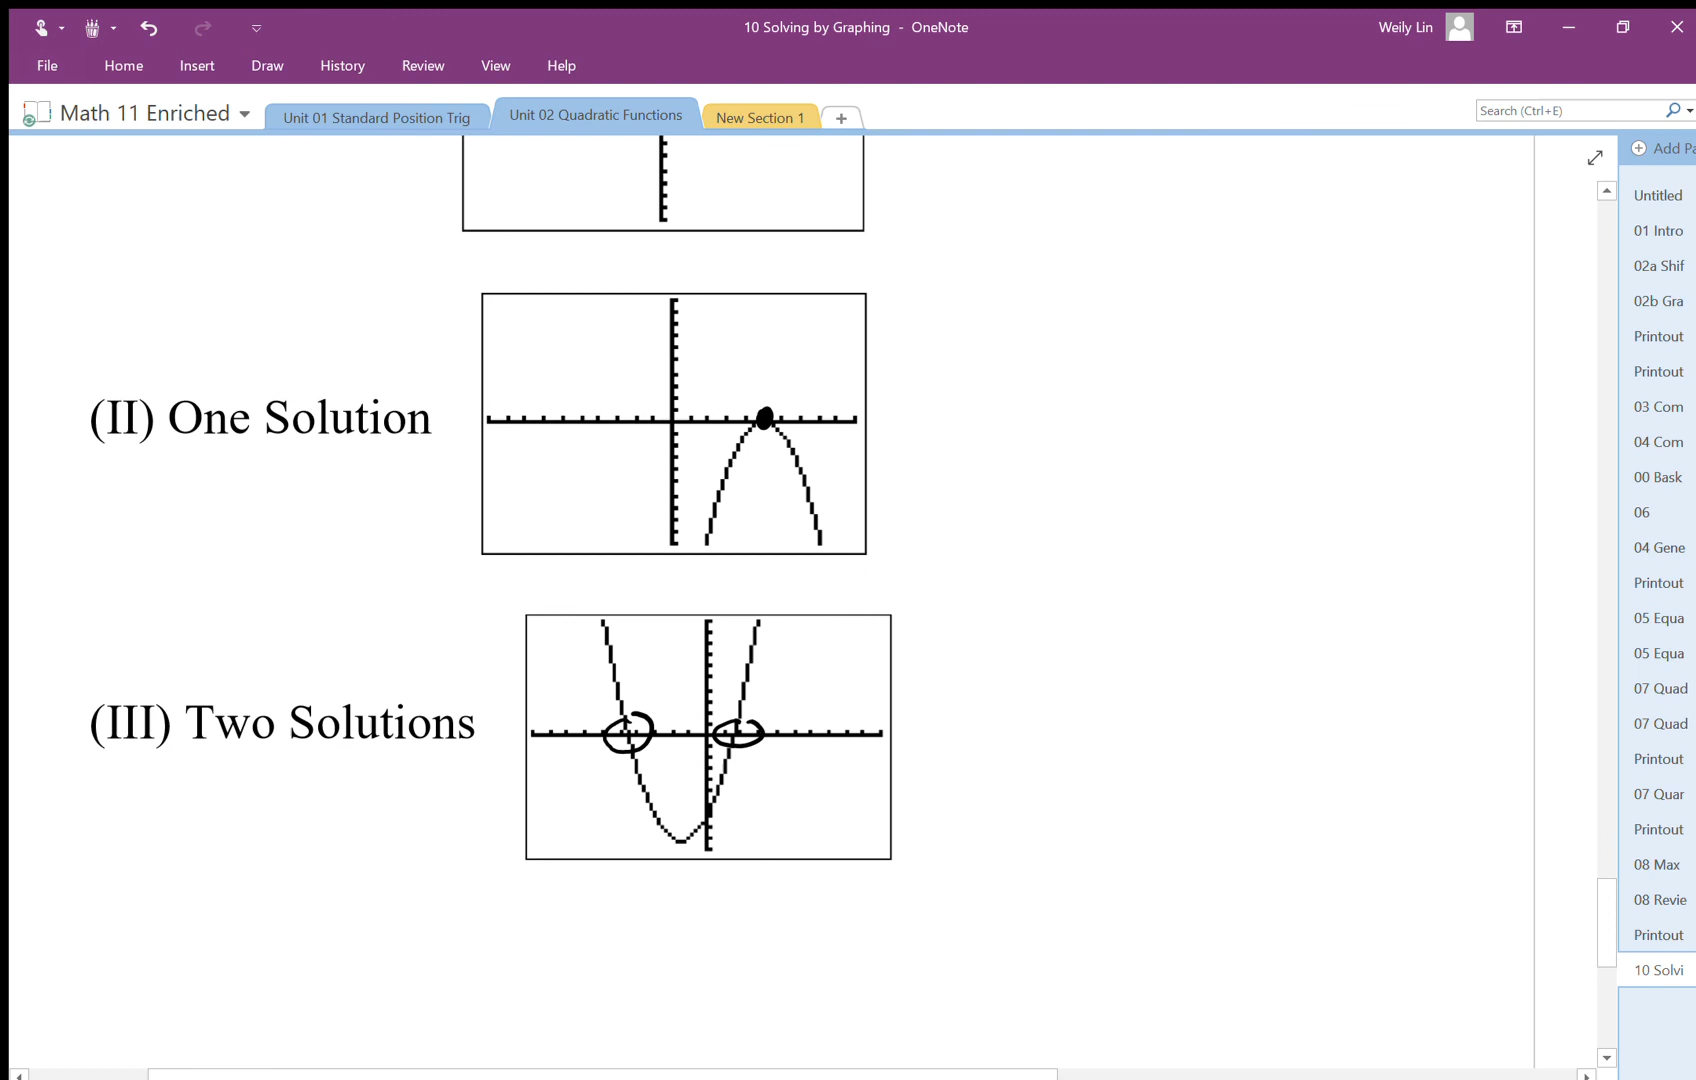 10 Solving by Graphing - OneNote
Weily Lin
File Home Insert Draw History Review View Help
Math 11 Enriched
Unit 01 Standard Position Trig
Unit 02 Quadratic Functions
New Section 1
Search (Ctrl+E)
Add Pa
Untitled
01 Intro
02a Shif
02b Gra
Printout
Printout
03 Com
04 Com
00 Bask
06
04 Gene
Printout
05 Equa
05 Equa
07 Quad
07 Quad
Printout
07 Quar
Printout
08 Max
08 Revie
Printout
10 Solvi
(II) One Solution
(III) Two Solutions